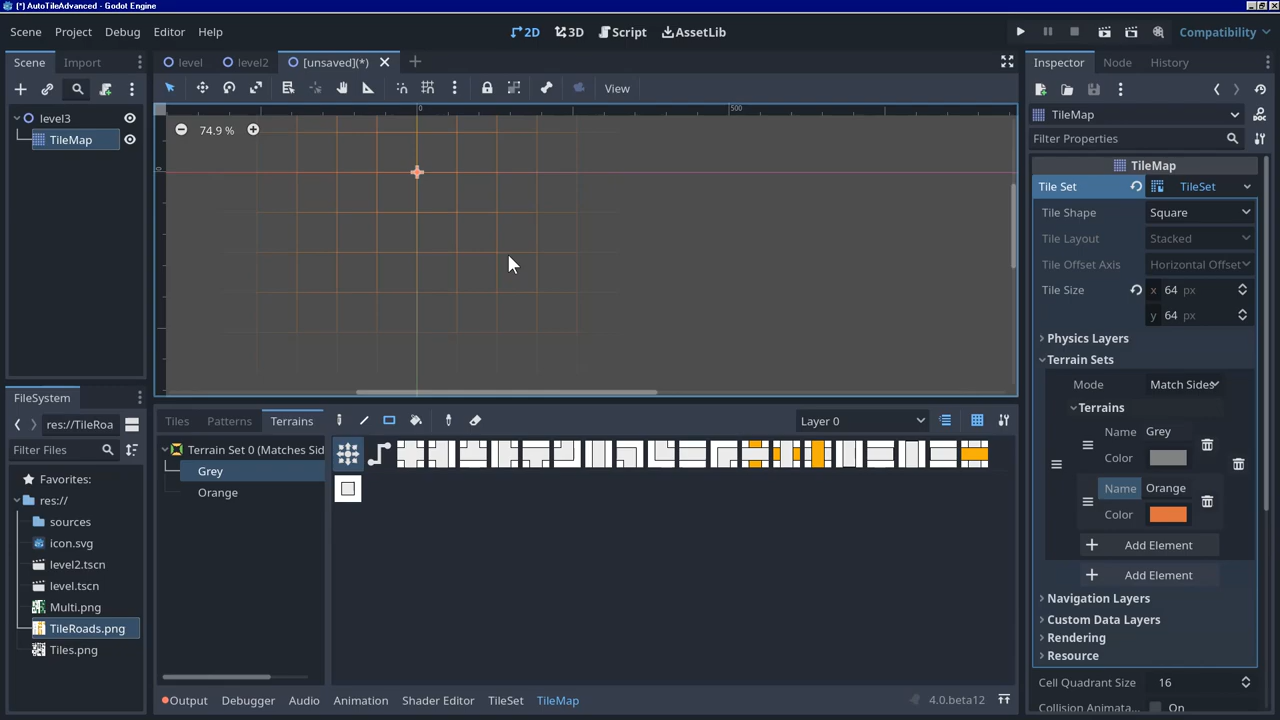 (*) AutoTileAdvanced - Godot Engine
Scene Project Debug Editor Help
2D 3D Script AssetLib
Compatibility
Scene Import
level level2 [unsaved](*)
Inspector Node History
View
level3
TileMap
0 500
0
74.9 %
TileMap
Filter Properties
TileMap
Tile Set TileSet
Tile Shape Square
Tile Layout Stacked
Tile Offset Axis Horizontal Offset
Tile Size x 64 px
y 64 px
Physics Layers
Terrain Sets
Mode Match Sides
Terrains
Name Grey
Color
Name Orange
Color
Add Element
Add Element
Navigation Layers
Custom Data Layers
Rendering
Resource
Cell Quadrant Size 16
Collision Animata On
FileSystem
res://TileRoa
Filter Files
Favorites:
res://
sources
icon.svg
level2.tscn
level.tscn
Multi.png
TileRoads.png
Tiles.png
Tiles Patterns Terrains
Layer 0
Terrain Set 0 (Matches Sid
Grey
Orange
Output Debugger Audio Animation Shader Editor TileSet TileMap
4.0.beta12